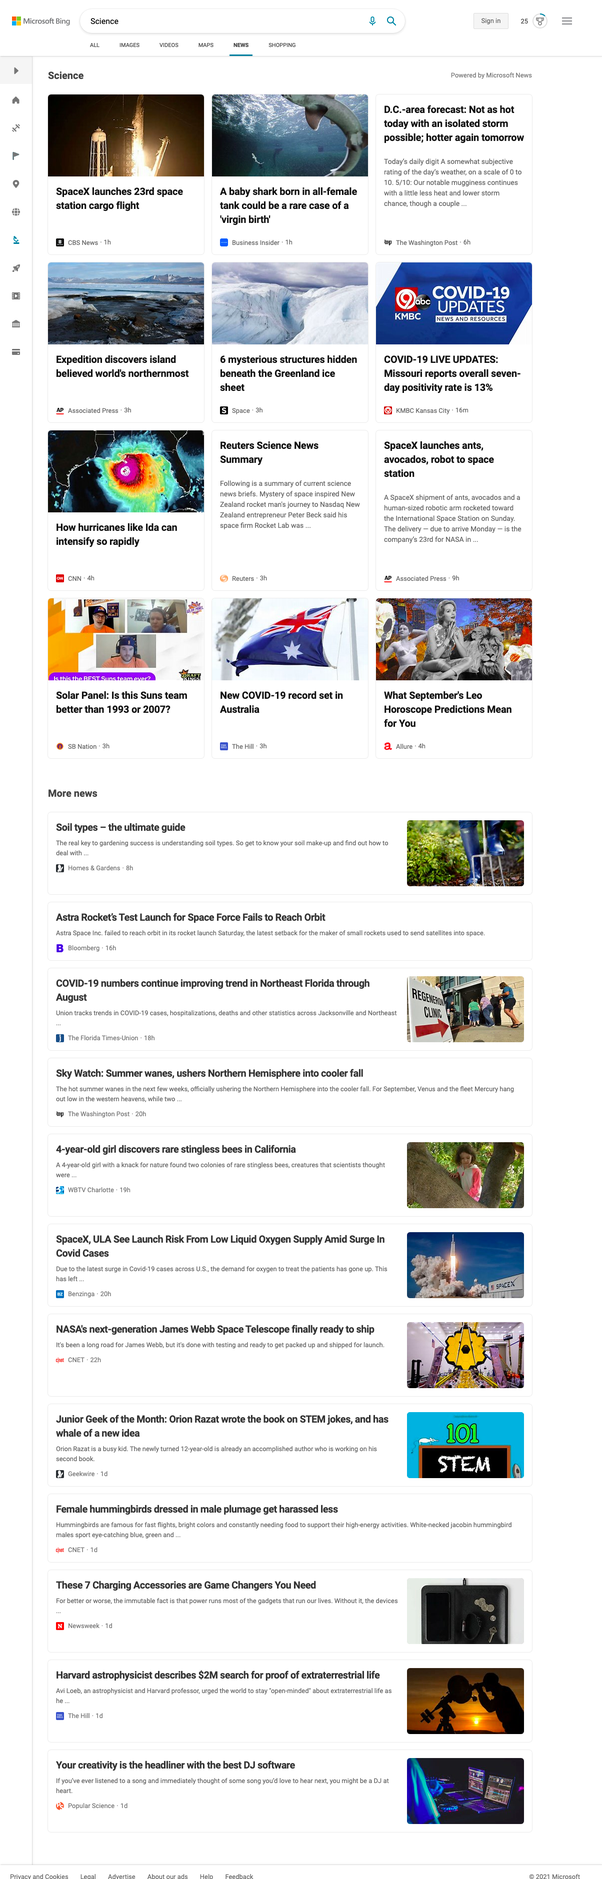 Microsoft Bing
Science
Sign in
25
ALL
IMAGES
VIDEOS
MAPS
NEWS
SHOPPING
Science
Powered by Microsoft News
SpaceX launches 23rd space
station cargo flight
CBS News · 1h
A baby shark born in all-female
tank could be a rare case of a
'virgin birth'
Business Insider · 1h
D.C.-area forecast: Not as hot
today with an isolated storm
possible; hotter again tomorrow
Today's daily digit A somewhat subjective
rating of the day's weather, on a scale of 0 to
10. 5/10: Our notable mugginess continues
with a little less heat and lower storm
chance, though a couple ...
The Washington Post · 6h
Expedition discovers island
believed world's northernmost
AP
Associated Press · 3h
6 mysterious structures hidden
beneath the Greenland ice
sheet
Space · 3h
9 abc
KMBC
COVID-19
UPDATES
NEWS AND RESOURCES
COVID-19 LIVE UPDATES:
Missouri reports overall seven-
day positivity rate is 13%
KMBC Kansas City · 16m
How hurricanes like Ida can
intensify so rapidly
CNN · 4h
Reuters Science News
Summary
Following is a summary of current science
news briefs. Mystery of space inspired New
Zealand rocket man's journey to Nasdaq New
Zealand entrepreneur Peter Beck said his
space firm Rocket Lab was ...
Reuters · 3h
SpaceX launches ants,
avocados, robot to space
station
A SpaceX shipment of ants, avocados and a
human-sized robotic arm rocketed toward
the International Space Station on Sunday.
The delivery — due to arrive Monday — is the
company's 23rd for NASA in ...
AP
Associated Press · 9h
Is this the BEST Suns team ever?
Solar Panel: Is this Suns team
better than 1993 or 2007?
SB Nation · 3h
New COVID-19 record set in
Australia
The Hill · 3h
What September's Leo
Horoscope Predictions Mean
for You
a
Allure · 4h
More news
Soil types – the ultimate guide
The real key to gardening success is understanding soil types. So get to know your soil make-up and find out how to
deal with ...
Homes & Gardens · 8h
Astra Rocket's Test Launch for Space Force Fails to Reach Orbit
Astra Space Inc. failed to reach orbit in its rocket launch Saturday, the latest setback for the maker of small rockets used to send satellites into space.
B
Bloomberg · 16h
COVID-19 numbers continue improving trend in Northeast Florida through
August
Union tracks trends in COVID-19 cases, hospitalizations, deaths and other statistics across Jacksonville and Northeast
...
The Florida Times-Union · 18h
REGENERON
CLINIC
Sky Watch: Summer wanes, ushers Northern Hemisphere into cooler fall
The hot summer wanes in the next few weeks, officially ushering the Northern Hemisphere into the cooler fall. For September, Venus and the fleet Mercury hang
out low in the western heavens, while two ...
The Washington Post · 20h
4-year-old girl discovers rare stingless bees in California
A 4-year-old girl with a knack for nature found two colonies of rare stingless bees, creatures that scientists thought
were ...
WBTV Charlotte · 19h
SpaceX, ULA See Launch Risk From Low Liquid Oxygen Supply Amid Surge In
Covid Cases
Due to the latest surge in Covid-19 cases across U.S., the demand for oxygen to treat the patients has gone up. This
has left ...
Benzinga · 20h
SPACEX
NASA's next-generation James Webb Space Telescope finally ready to ship
It's been a long road for James Webb, but it's done with testing and ready to get packed up and shipped for launch.
CNET · 22h
Junior Geek of the Month: Orion Razat wrote the book on STEM jokes, and has
whale of a new idea
Orion Razat is a busy kid. The newly turned 12-year-old is already an accomplished author who is working on his
second book.
Geekwire · 1d
101
STEM
Female hummingbirds dressed in male plumage get harassed less
Hummingbirds are famous for fast flights, bright colors and constantly needing food to support their high-energy activities. White-necked jacobin hummingbird
males sport eye-catching blue, green and ...
CNET · 1d
These 7 Charging Accessories are Game Changers You Need
For better or worse, the immutable fact is that power runs most of the gadgets that run our lives. Without it, the devices
...
N
Newsweek · 1d
Harvard astrophysicist describes $2M search for proof of extraterrestrial life
Avi Loeb, an astrophysicist and Harvard professor, urged the world to stay "open-minded" about extraterrestrial life as
he ...
The Hill · 1d
Your creativity is the headliner with the best DJ software
If you've ever listened to a song and immediately thought of some song you'd love to hear next, you might be a DJ at
heart.
Popular Science · 1d
Privacy and Cookies
Legal
Advertise
About our ads
Help
Feedback
© 2021 Microsoft